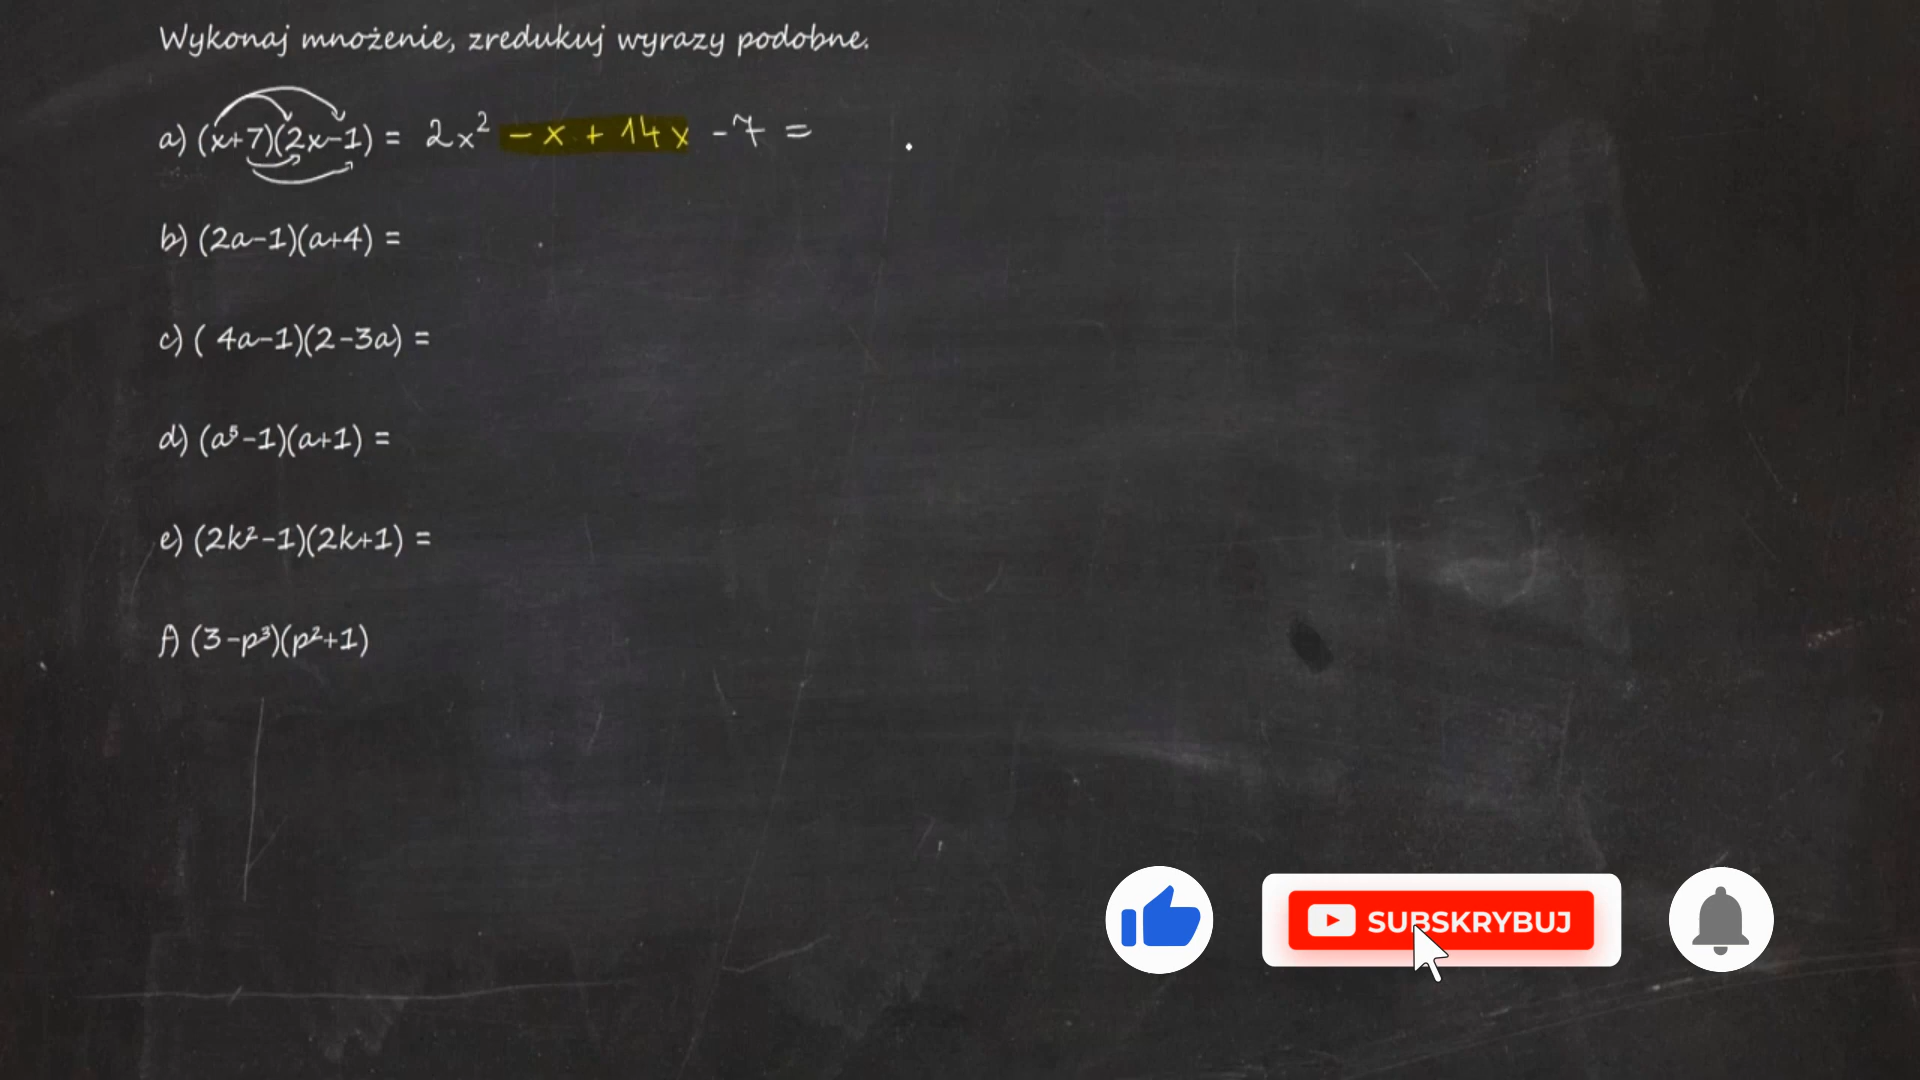 Wykonaj mnożenie, zredukuj wyrazy podobne.
a) (x+7)(2x-1) = 2x² - x + 14x - 7 =
b) (2a-1)(a+4) =
c) ( 4a-1)(2-3a) =
d) (a⁵-1)(a+1) =
e) (2k²-1)(2k+1) =
f) (3-p³)(p²+1)
SUBSKRYBUJ